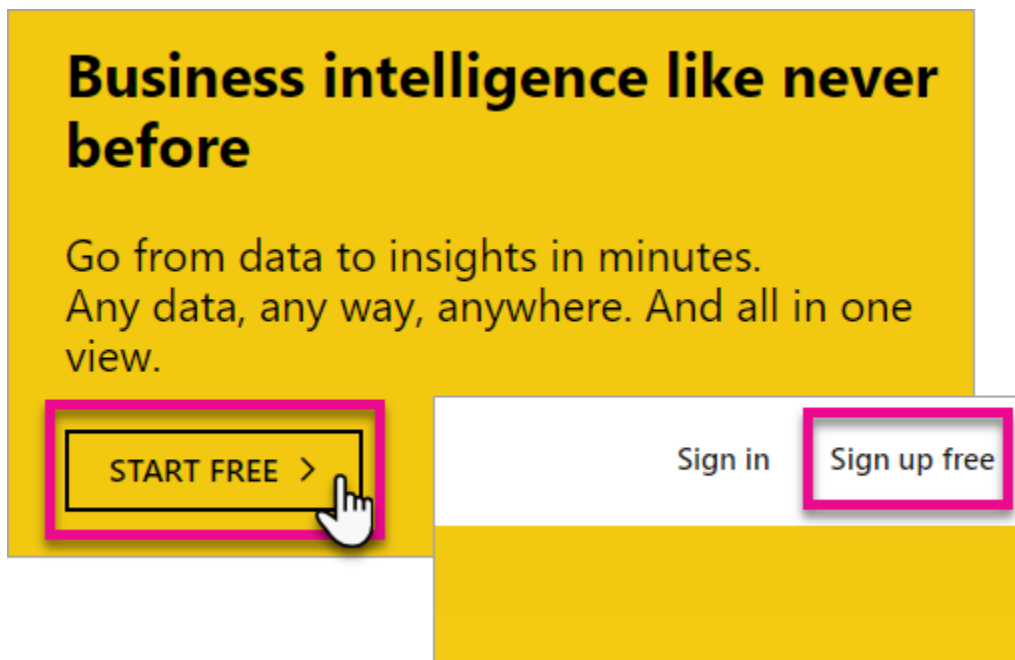 Business intelligence like never
before
Go from data to insights in minutes.
Any data, any way, anywhere. And all in one
view.
START FREE >
Sign in
Sign up free